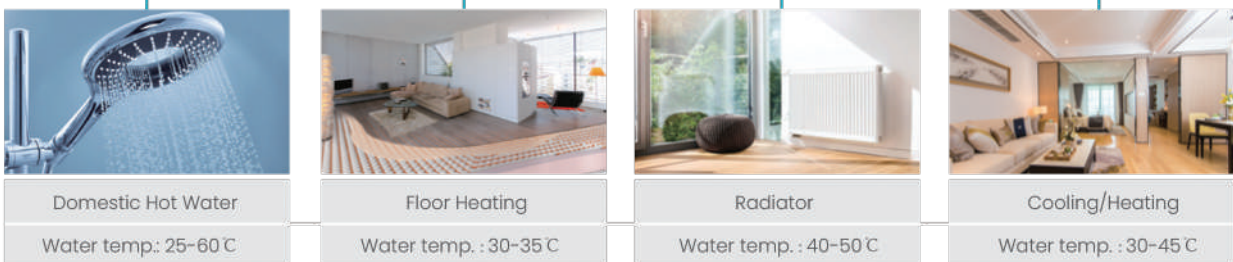 Domestic Hot Water
Water temp.: 25-60℃
Floor Heating
Water temp. : 30-35℃
Radiator
Water temp. : 40-50℃
Cooling/Heating
Water temp. : 30-45℃